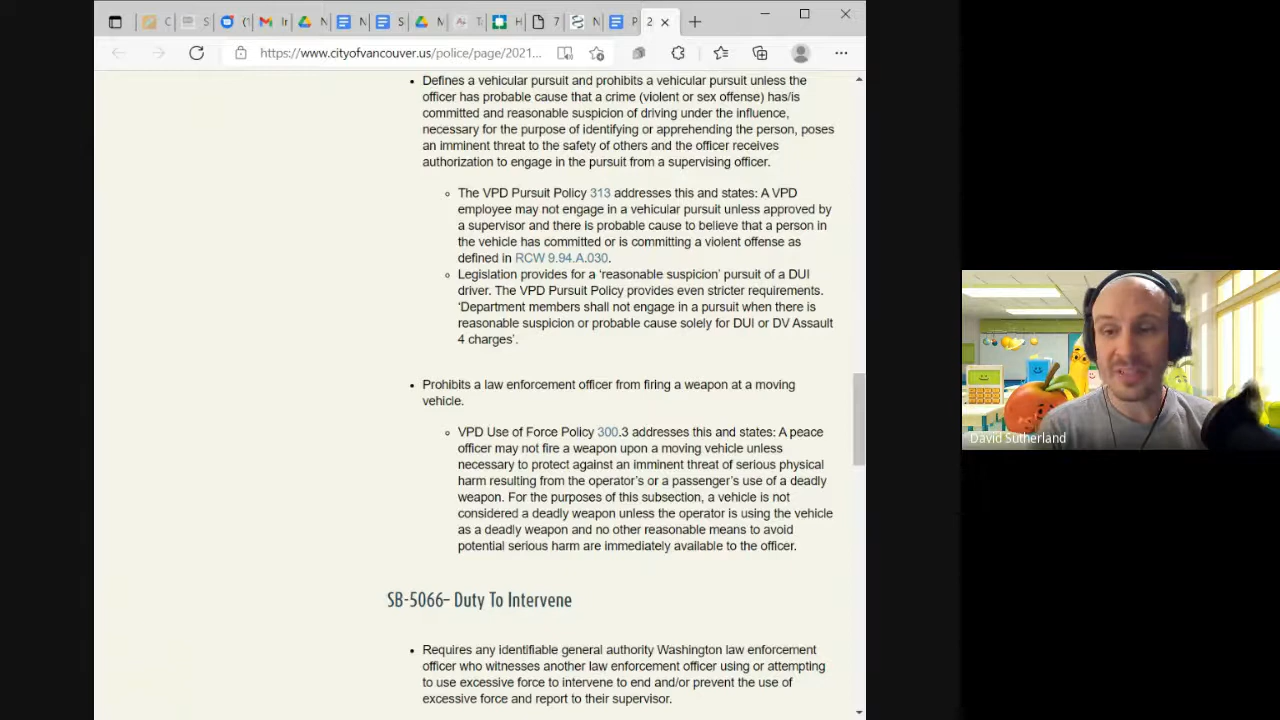 C
S
(1
Ir
N
N
S
M
T
H
7
N
P
2
https://www.cityofvancouver.us/police/page/2021...
• Defines a vehicular pursuit and prohibits a vehicular pursuit unless the
officer has probable cause that a crime (violent or sex offense) has/is
committed and reasonable suspicion of driving under the influence,
necessary for the purpose of identifying or apprehending the person, poses
an imminent threat to the safety of others and the officer receives
authorization to engage in the pursuit from a supervising officer.
◦ The VPD Pursuit Policy 313 addresses this and states: A VPD
employee may not engage in a vehicular pursuit unless approved by
a supervisor and there is probable cause to believe that a person in
the vehicle has committed or is committing a violent offense as
defined in RCW 9.94.A.030.
◦ Legislation provides for a ‘reasonable suspicion’ pursuit of a DUI
driver. The VPD Pursuit Policy provides even stricter requirements.
‘Department members shall not engage in a pursuit when there is
reasonable suspicion or probable cause solely for DUI or DV Assault
4 charges’.
• Prohibits a law enforcement officer from firing a weapon at a moving
vehicle.
◦ VPD Use of Force Policy 300.3 addresses this and states: A peace
officer may not fire a weapon upon a moving vehicle unless
necessary to protect against an imminent threat of serious physical
harm resulting from the operator’s or a passenger’s use of a deadly
weapon. For the purposes of this subsection, a vehicle is not
considered a deadly weapon unless the operator is using the vehicle
as a deadly weapon and no other reasonable means to avoid
potential serious harm are immediately available to the officer.
SB-5066– Duty To Intervene
• Requires any identifiable general authority Washington law enforcement
officer who witnesses another law enforcement officer using or attempting
to use excessive force to intervene to end and/or prevent the use of
excessive force and report to their supervisor.
David Sutherland